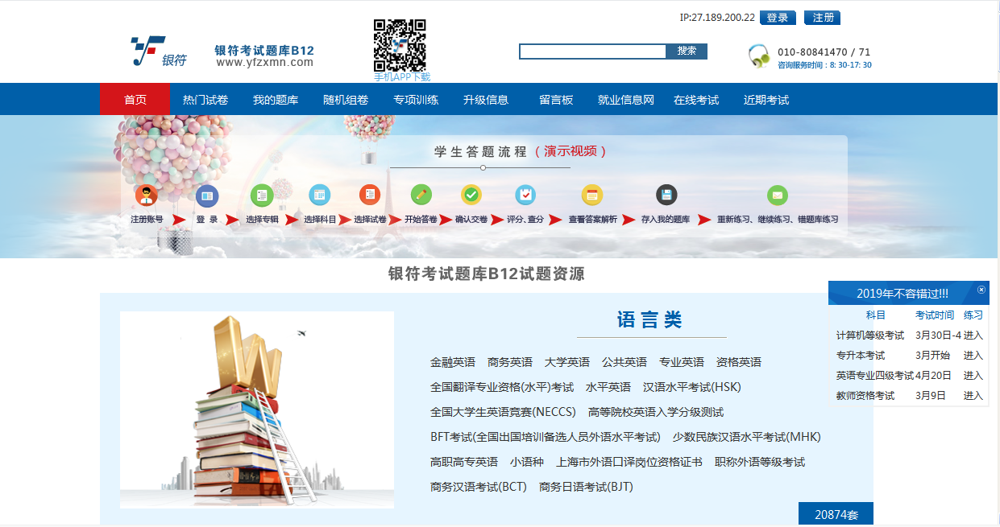 IP:27.189.200.22 登录 注册
银符 银符考试题库B12
www.yfzxmn.com
手机APP下载
搜索
010-80841470 / 71
咨询服务时间：8: 30-17: 30
首页 热门试卷 我的题库 随机组卷 专项训练 升级信息 留言板 就业信息网 在线考试 近期考试
学生答题流程（演示视频）
注册账号 登 录 选择专辑 选择科目 选择试卷 开始答卷 确认交卷 评分、查分 查看答案解析 存入我的题库 重新练习、继续练习、错题库练习
银符考试题库B12试题资源
语言类
金融英语 商务英语 大学英语 公共英语 专业英语 资格英语
全国翻译专业资格(水平)考试 水平英语 汉语水平考试(HSK)
全国大学生英语竞赛(NECCS) 高等院校英语入学分级测试
BFT考试(全国出国培训备选人员外语水平考试) 少数民族汉语水平考试(MHK)
高职高专英语 小语种 上海市外语口译岗位资格证书 职称外语等级考试
商务汉语考试(BCT) 商务日语考试(BJT)
20874套
2019年不容错过!!!
科目 考试时间 练习
计算机等级考试 3月30日-4 进入
专升本考试 3月开始 进入
英语专业四级考试 4月20日 进入
教师资格考试 3月9日 进入